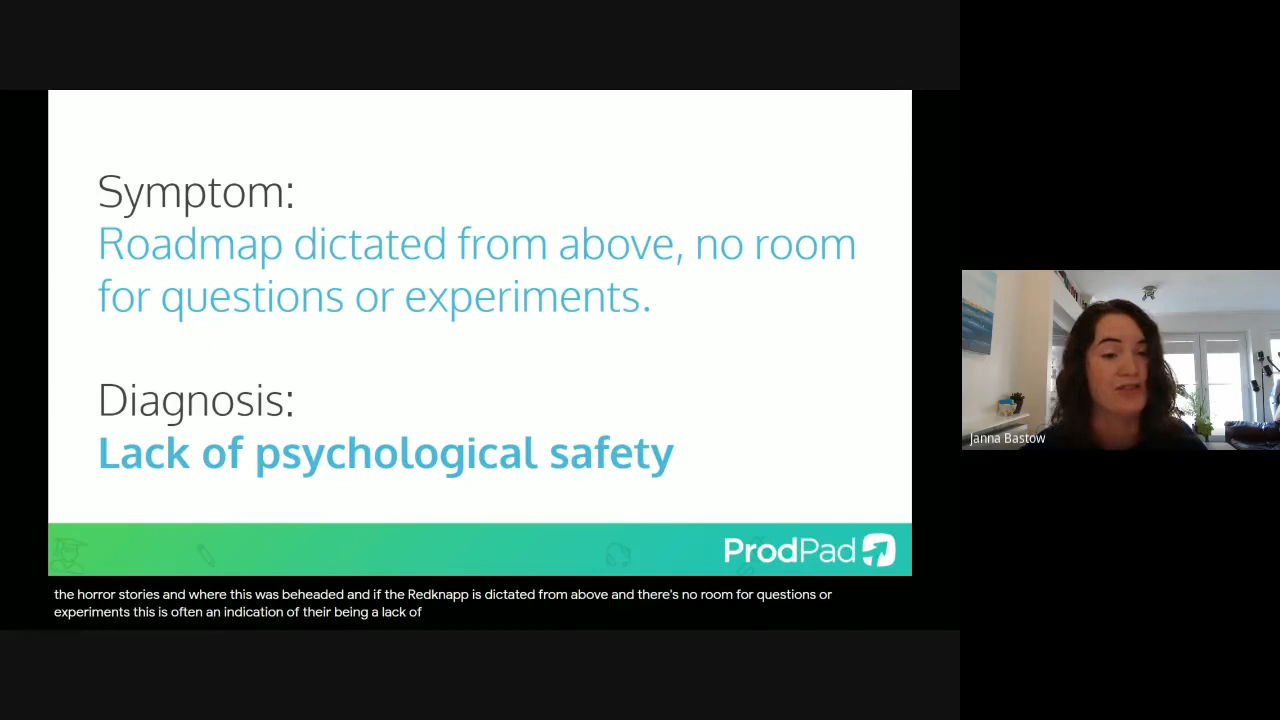 Symptom:
Roadmap dictated from above, no room
for questions or experiments.
Diagnosis:
Lack of psychological safety
ProdPad
the horror stories and where this was beheaded and if the Redknapp is dictated from above and there's no room for questions or
experiments this is often an indication of their being a lack of
Janna Bastow